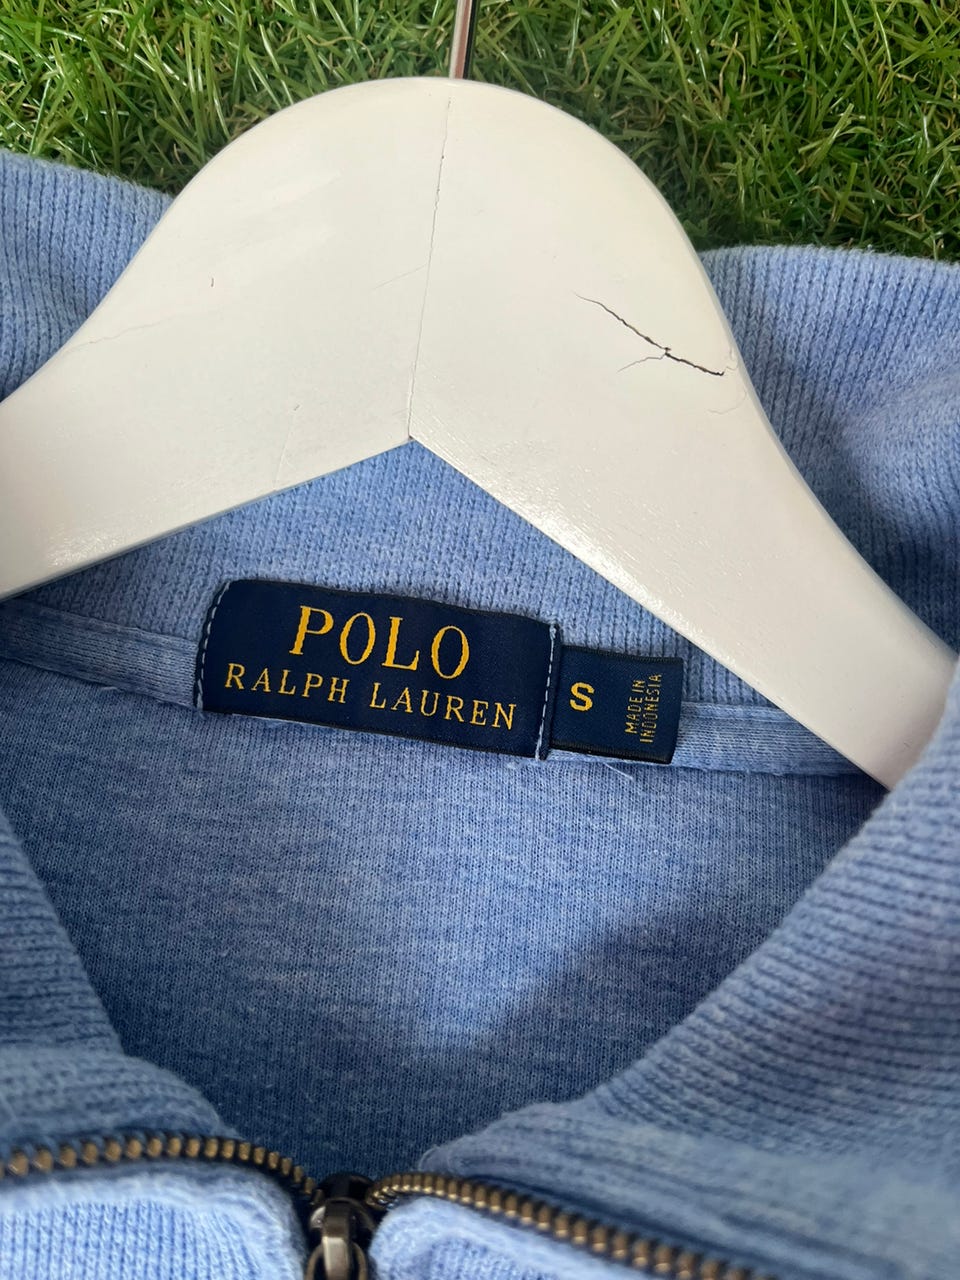 POLO
RALPH LAUREN
S
MADE IN
INDONESIA